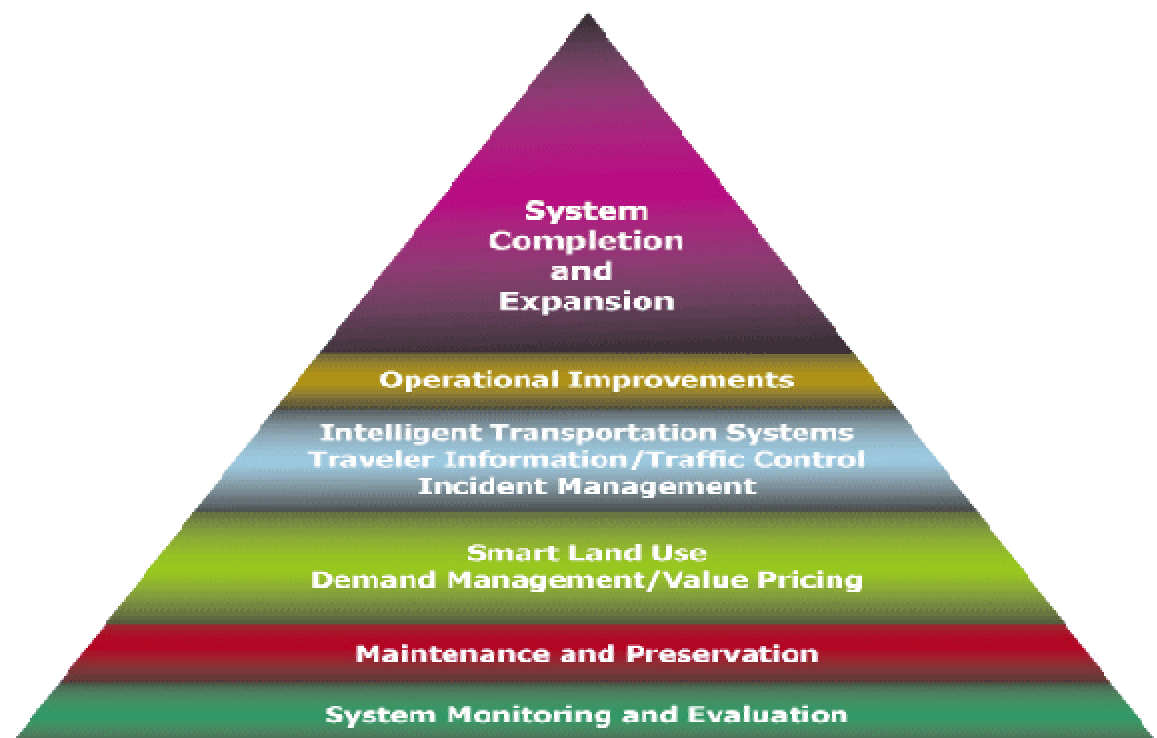 System
Completion
and
Expansion
Operational Improvements
Intelligent Transportation Systems
Traveler Information/Traffic Control
Incident Management
Smart Land Use
Demand Management/Value Pricing
Maintenance and Preservation
System Monitoring and Evaluation